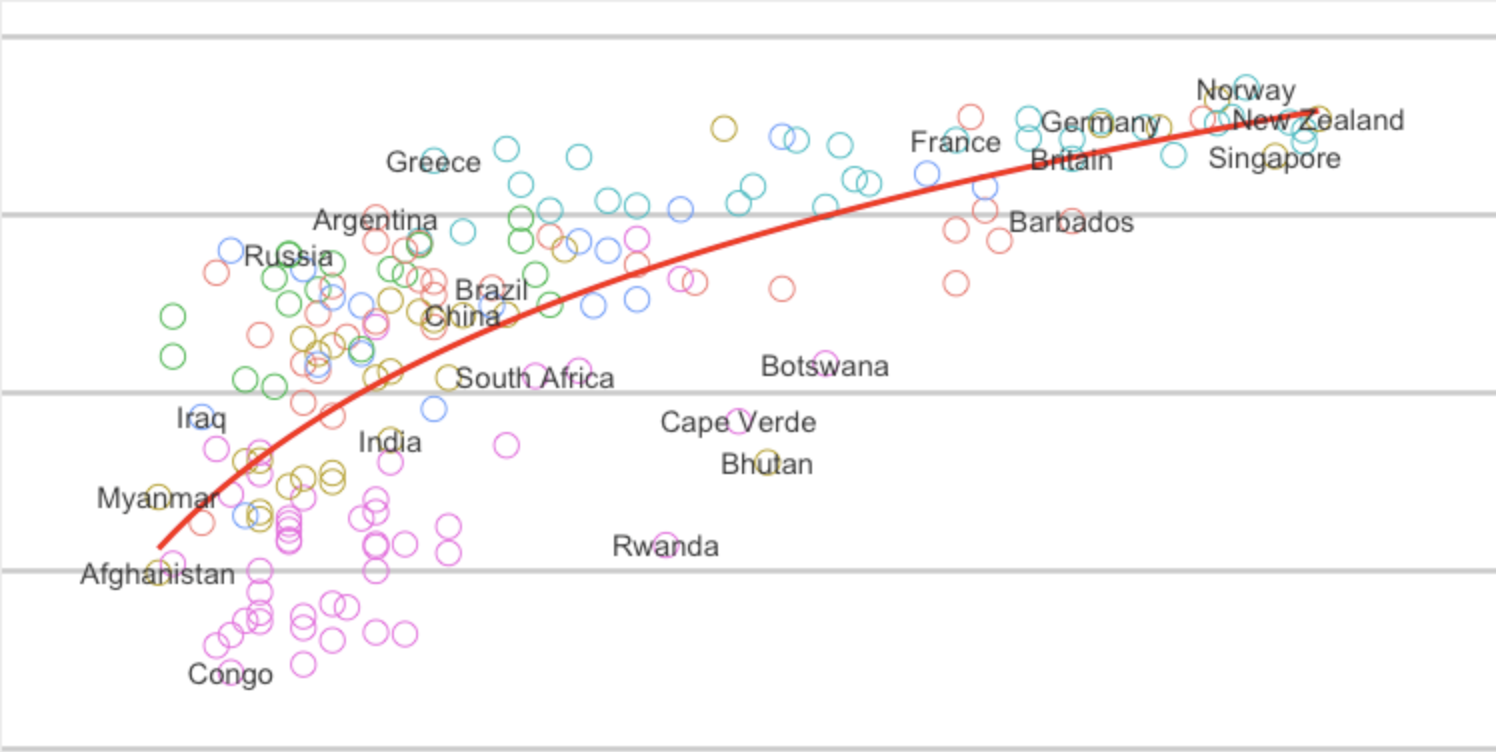 Norway
Germany
New Zealand
France
Britain
Singapore
Greece
Argentina
Barbados
Russia
Brazil
China
Botswana
South Africa
Iraq
Cape Verde
India
Bhutan
Myanmar
Rwanda
Afghanistan
Congo